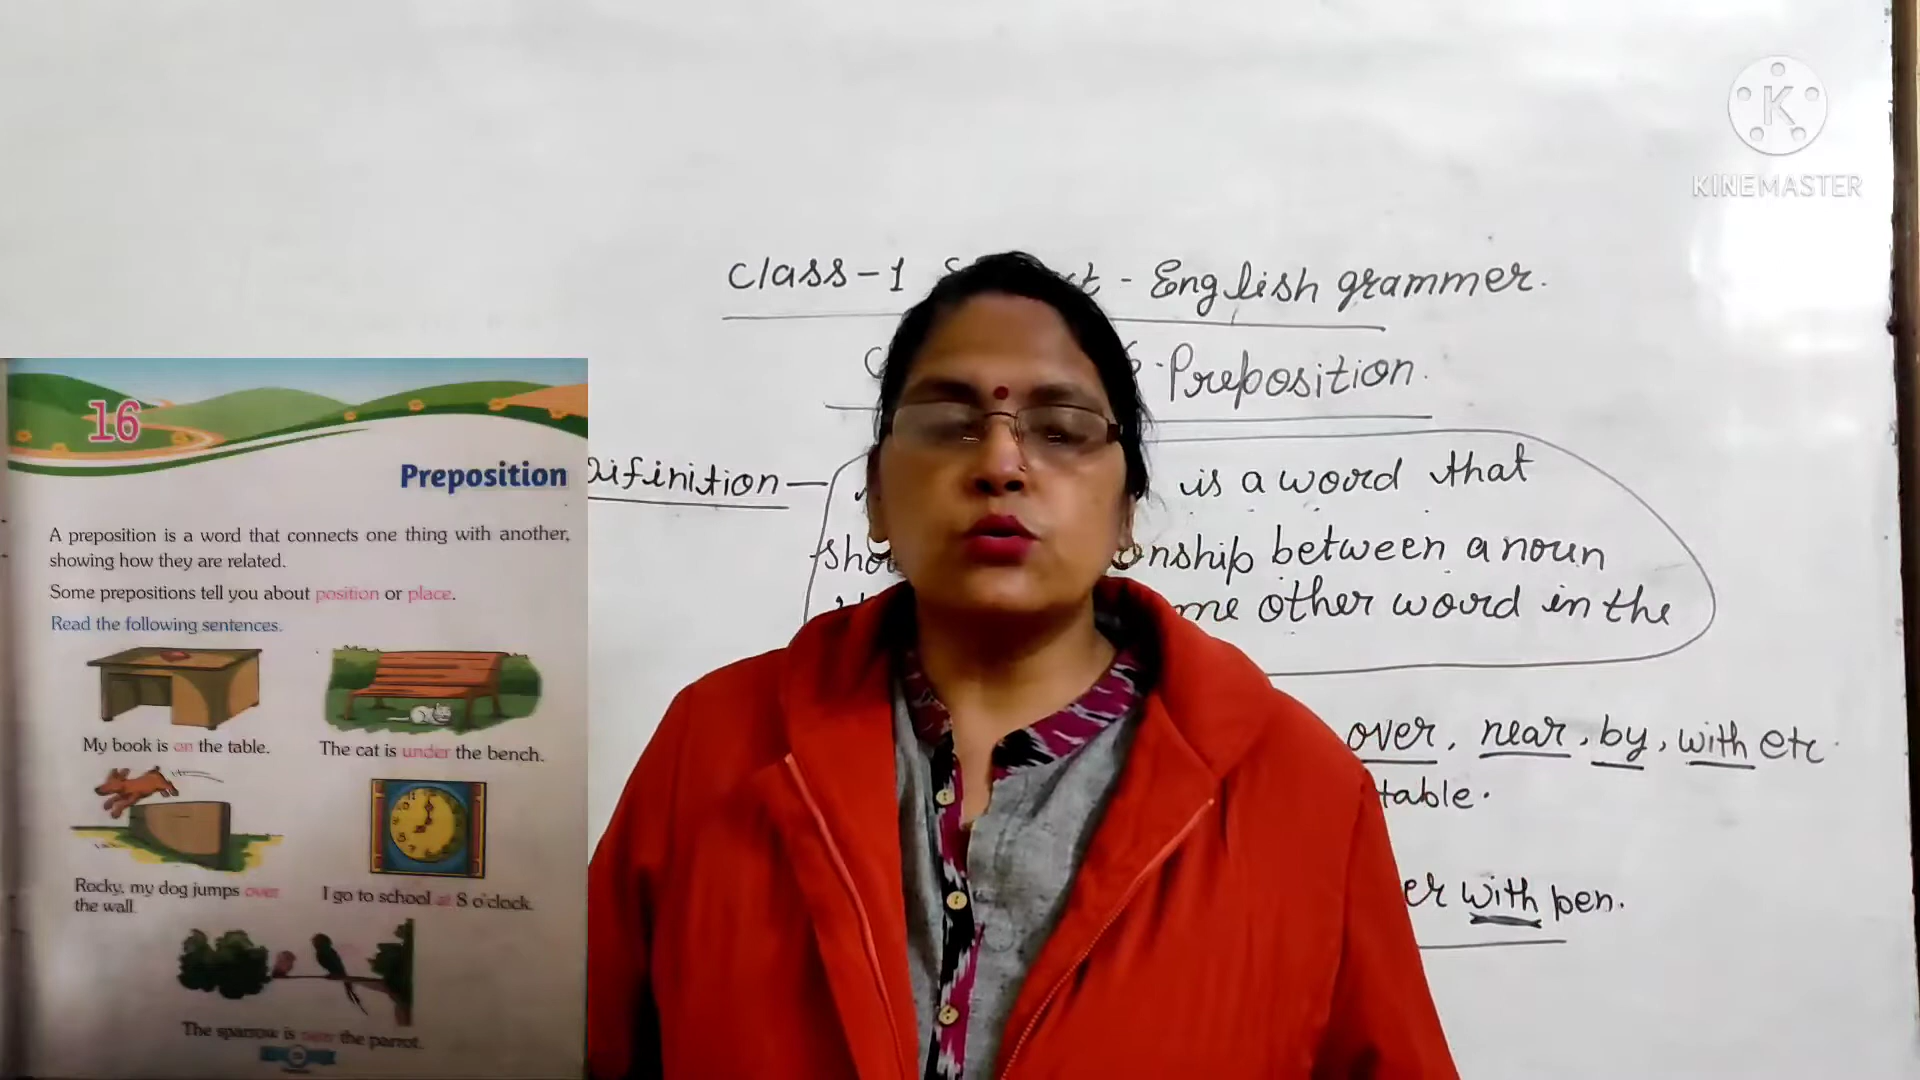 KINEMASTER
Class-1 - English grammer.
Preposition.
Difinition — is a word that
between a noun
other word in the
over, near, by, with etc
table.
with pen.
16
Preposition
A preposition is a word that connects one thing with another,
showing how they are related.
Some prepositions tell you about position or place.
Read the following sentences.
My book is on the table.
The cat is under the bench.
Rocky, my dog jumps over
the wall.
I go to school at 8 o'clock.
The sparrow is near the parrot.